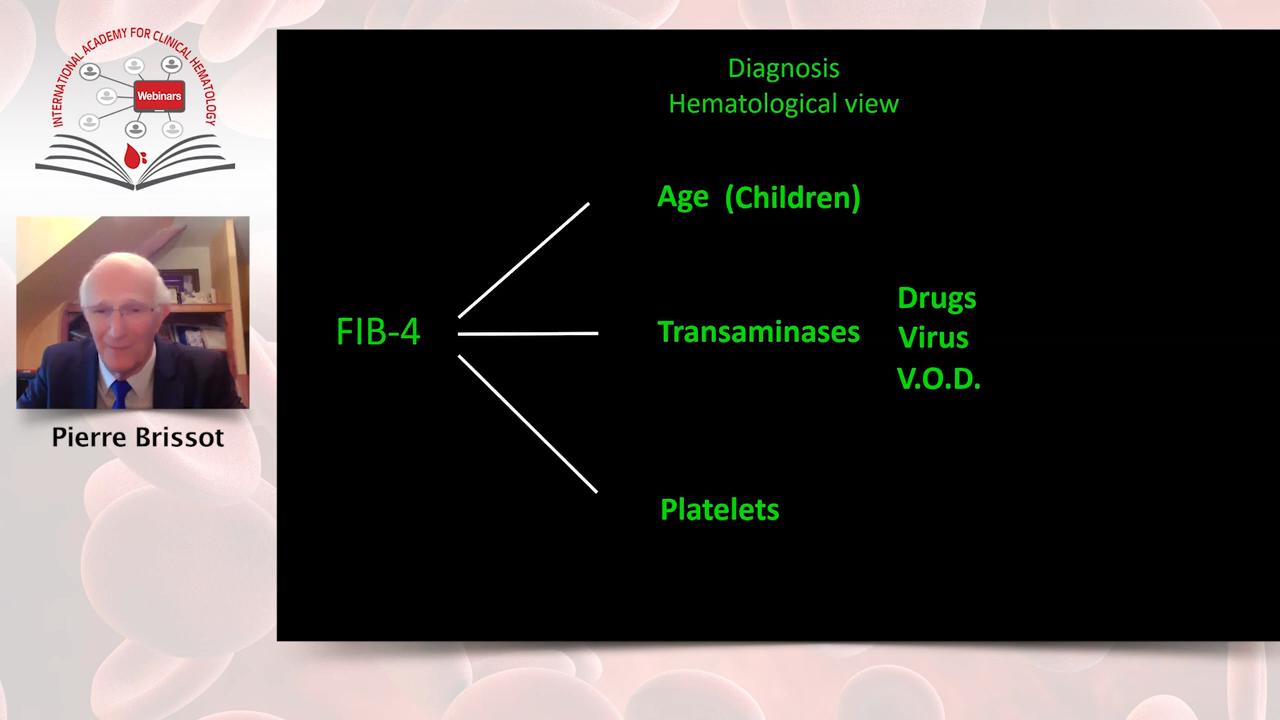 INTERNATIONAL ACADEMY FOR CLINICAL HEMATOLOGY
Webinars
Pierre Brissot
Diagnosis
Hematological view
FIB-4
Age (Children)
Transaminases
Drugs
Virus
V.O.D.
Platelets